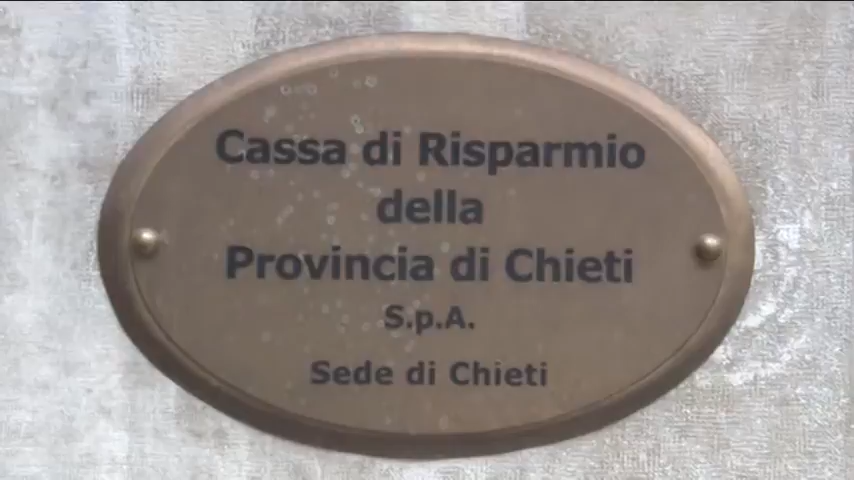 Cassa di Risparmio
della
Provincia di Chieti
S.p.A.
Sede di Chieti